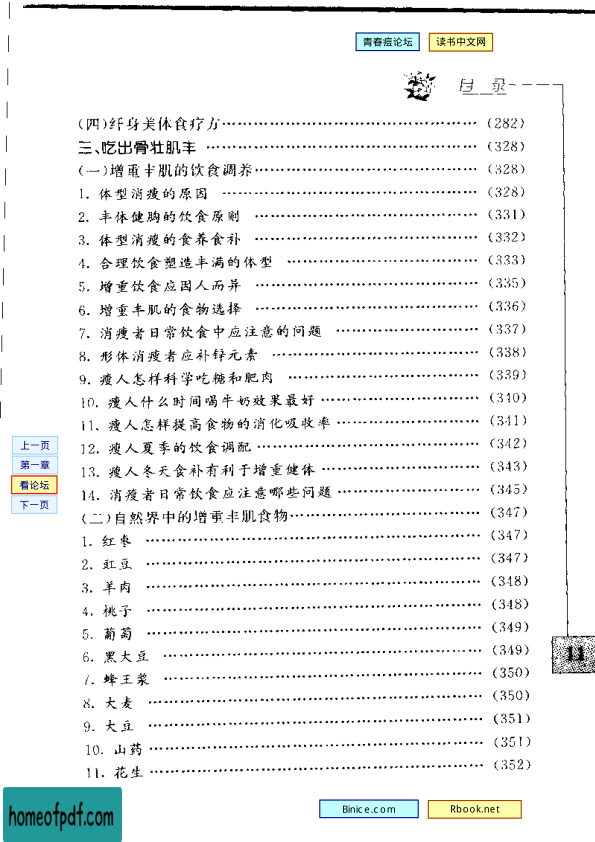 青春痘论坛 读书中文网
目录
(四)纤身美体食疗方 (282)
三、吃出骨壮肌丰 (328)
(一)增重丰肌的饮食调养 (328)
1. 体型消瘦的原因 (328)
2. 丰体健胸的饮食原则 (331)
3. 体型消瘦的食养食补 (332)
4. 合理饮食塑造丰满的体型 (333)
5. 增重饮食应因人而异 (335)
6. 增重丰肌的食物选择 (336)
7. 消瘦者日常饮食中应注意的问题 (337)
8. 形体消瘦者应补锌元素 (338)
9. 瘦人怎样科学吃糖和肥肉 (339)
10. 瘦人什么时间喝牛奶效果最好 (340)
11. 瘦人怎样提高食物的消化吸收率 (341)
12. 瘦人夏季的饮食调配 (342)
13. 瘦人冬天食补有利于增重健体 (343)
14. 消瘦者日常饮食应注意哪些问题 (345)
(二)自然界中的增重丰肌食物 (347)
1. 红枣 (347)
2. 豇豆 (347)
3. 羊肉 (348)
4. 桃子 (348)
5. 葡萄 (349)
6. 黑大豆 (349)
7. 蜂王浆 (350)
8. 大麦 (350)
9. 大豆 (351)
10. 山药 (351)
11. 花生 (352)
上一页
第一章
看论坛
下一页
11
homeofpdf.com
Binice.com Rbook.net